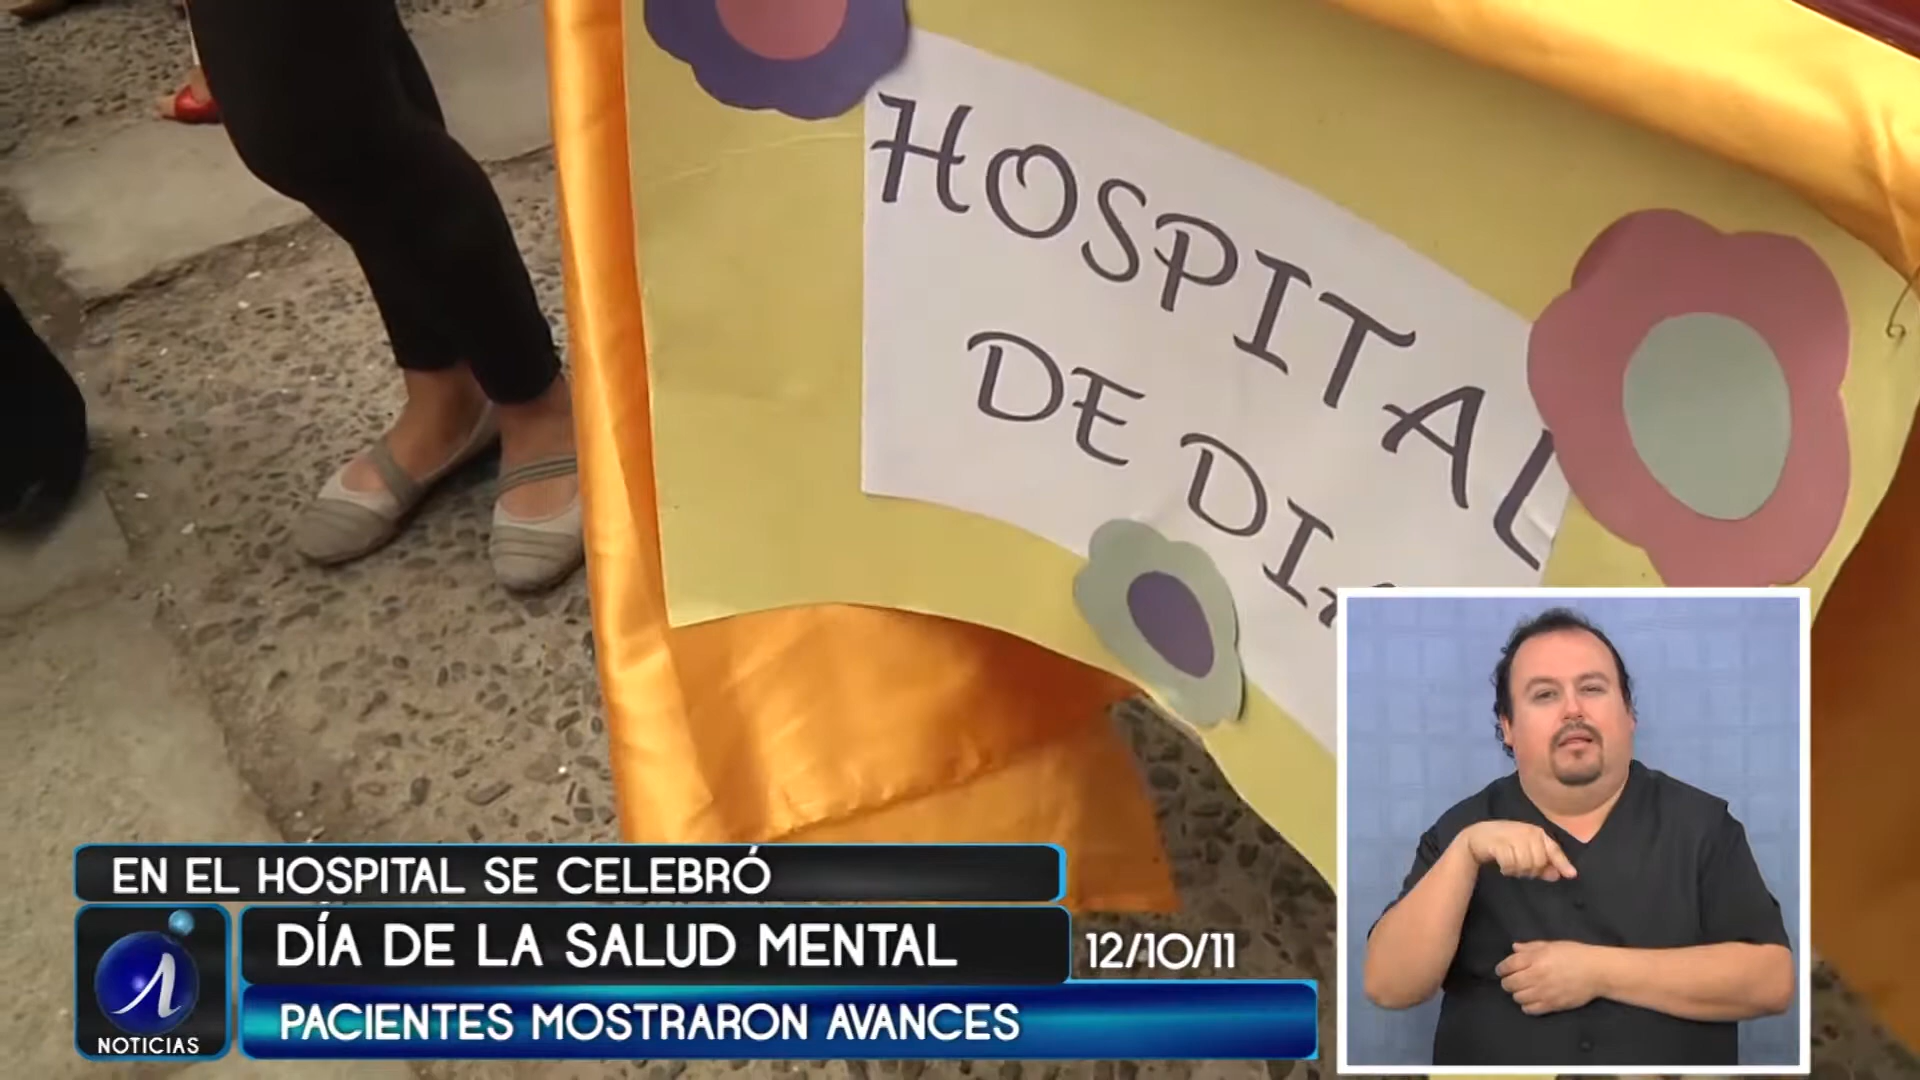 HOSPITAL
DE DIA
EN EL HOSPITAL SE CELEBRÓ
DÍA DE LA SALUD MENTAL
12/10/11
PACIENTES MOSTRARON AVANCES
NOTICIAS